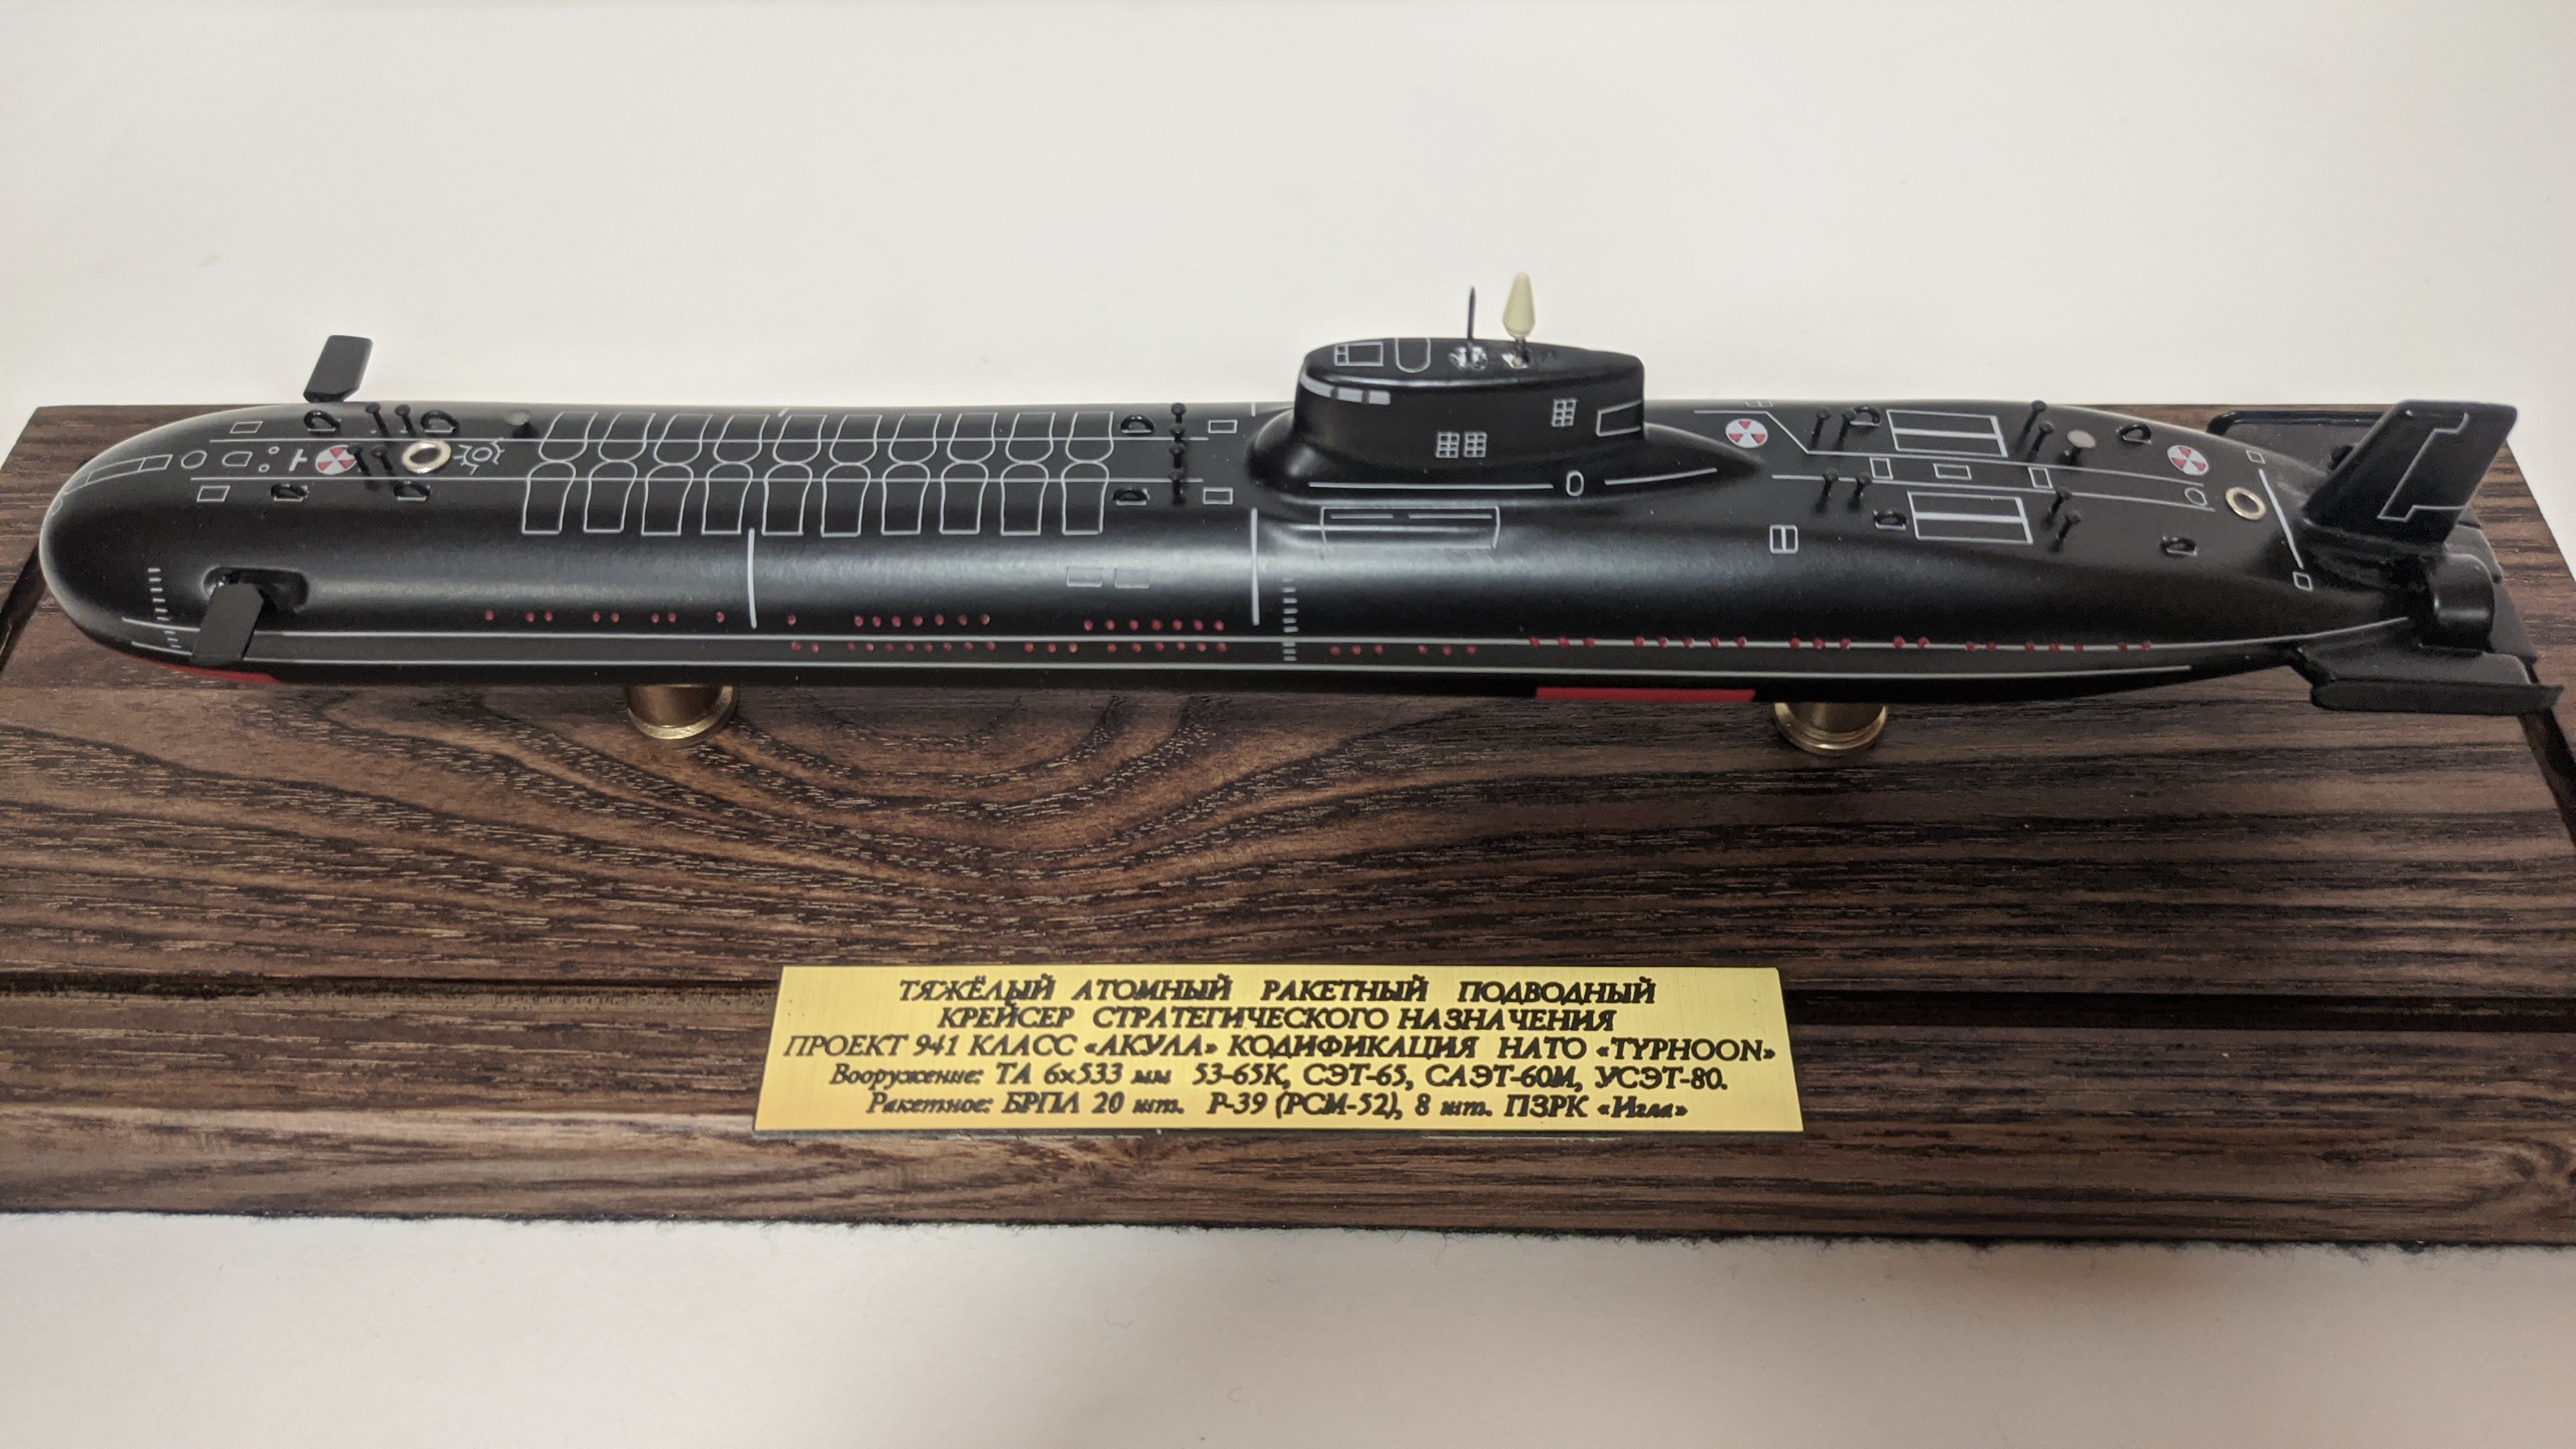 ТЯЖЁЛЫЙ АТОМНЫЙ РАКЕТНЫЙ ПОДВОДНЫЙ
КРЕЙСЕР СТРАТЕГИЧЕСКОГО НАЗНАЧЕНИЯ
ПРОЕКТ 941 КЛАСС «АКУЛА» КОДИФИКАЦИЯ НАТО «TYPHOON»
Вооружение: ТА 6х533 мм 53-65К, СЭТ-65, САЭТ-60М, УСЭТ-80.
Ракетное: БРПЛ 20 шт. Р-39 (РСМ-52), 8 шт. ПЗРК «Игла»